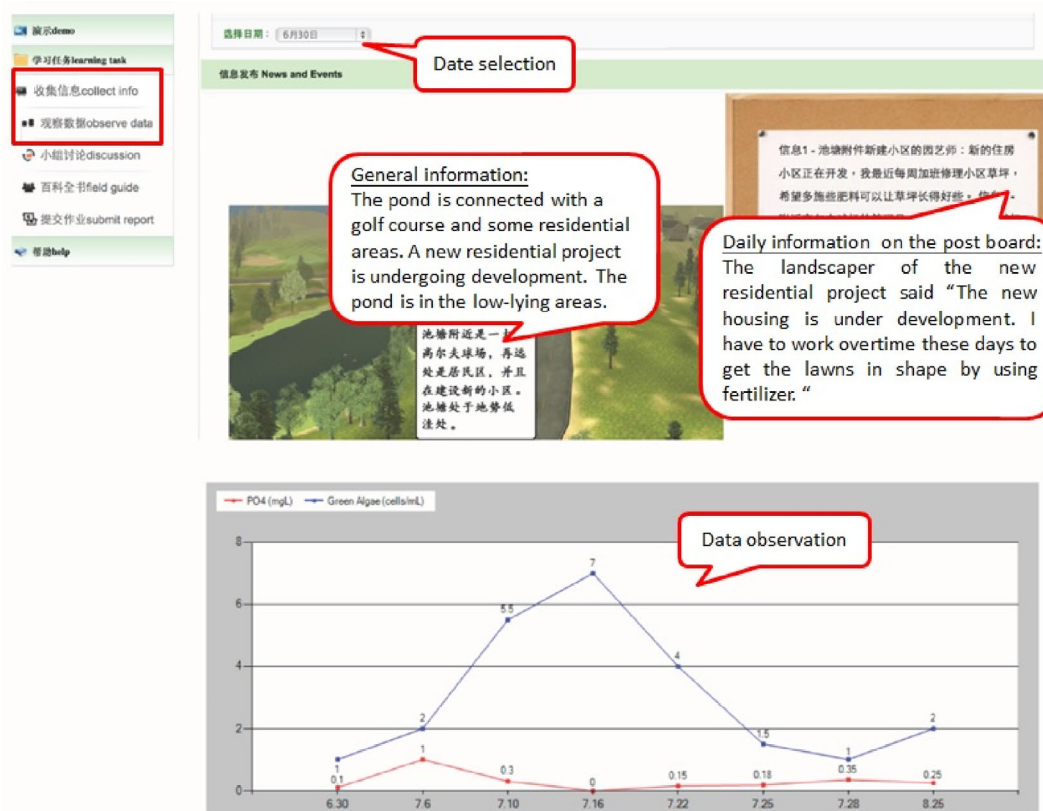 演示demo
学习任务learning task
收集信息collect info
观察数据observe data
小组讨论discussion
百科全书field guide
提交作业submit report
帮助help
选择日期： 6月30日
Date selection
信息发布 News and Events
General information:
The pond is connected with a
golf course and some residential
areas. A new residential project
is undergoing development. The
pond is in the low-lying areas.
池塘附近是一
高尔夫球场，再远
处是居民区，并且
在建设新的小区。
池塘处于地势低
洼处。
信息1 - 池塘附件新建小区的园艺师：新的住房
小区正在开发，我最近每周加班修理小区草坪，
希望多施些肥料可以让草坪长得好些。
Daily information on the post board:
The landscaper of the new
residential project said “The new
housing is under development. I
have to work overtime these days to
get the lawns in shape by using
fertilizer. “
PO4 (mgL) Green Algae (cells/mL)
Data observation
8
6
4
2
0
1 2 5.5 7 4 1.5 1 2
0.1 1 0.3 0 0.15 0.18 0.35 0.25
6.30 7.6 7.10 7.16 7.22 7.25 7.28 8.25